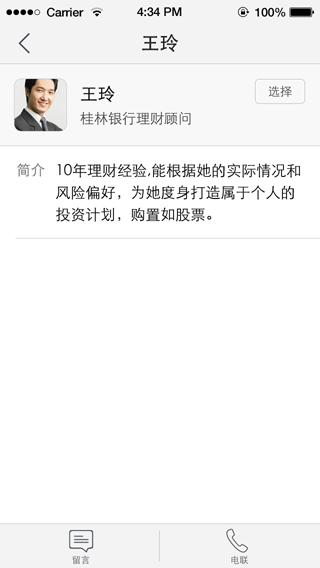 Carrier 4:34 PM 100%
王玲
王玲
选择
桂林银行理财顾问
简介 10年理财经验,能根据她的实际情况和
风险偏好，为她度身打造属于个人的
投资计划，购置如股票。
留言 电联